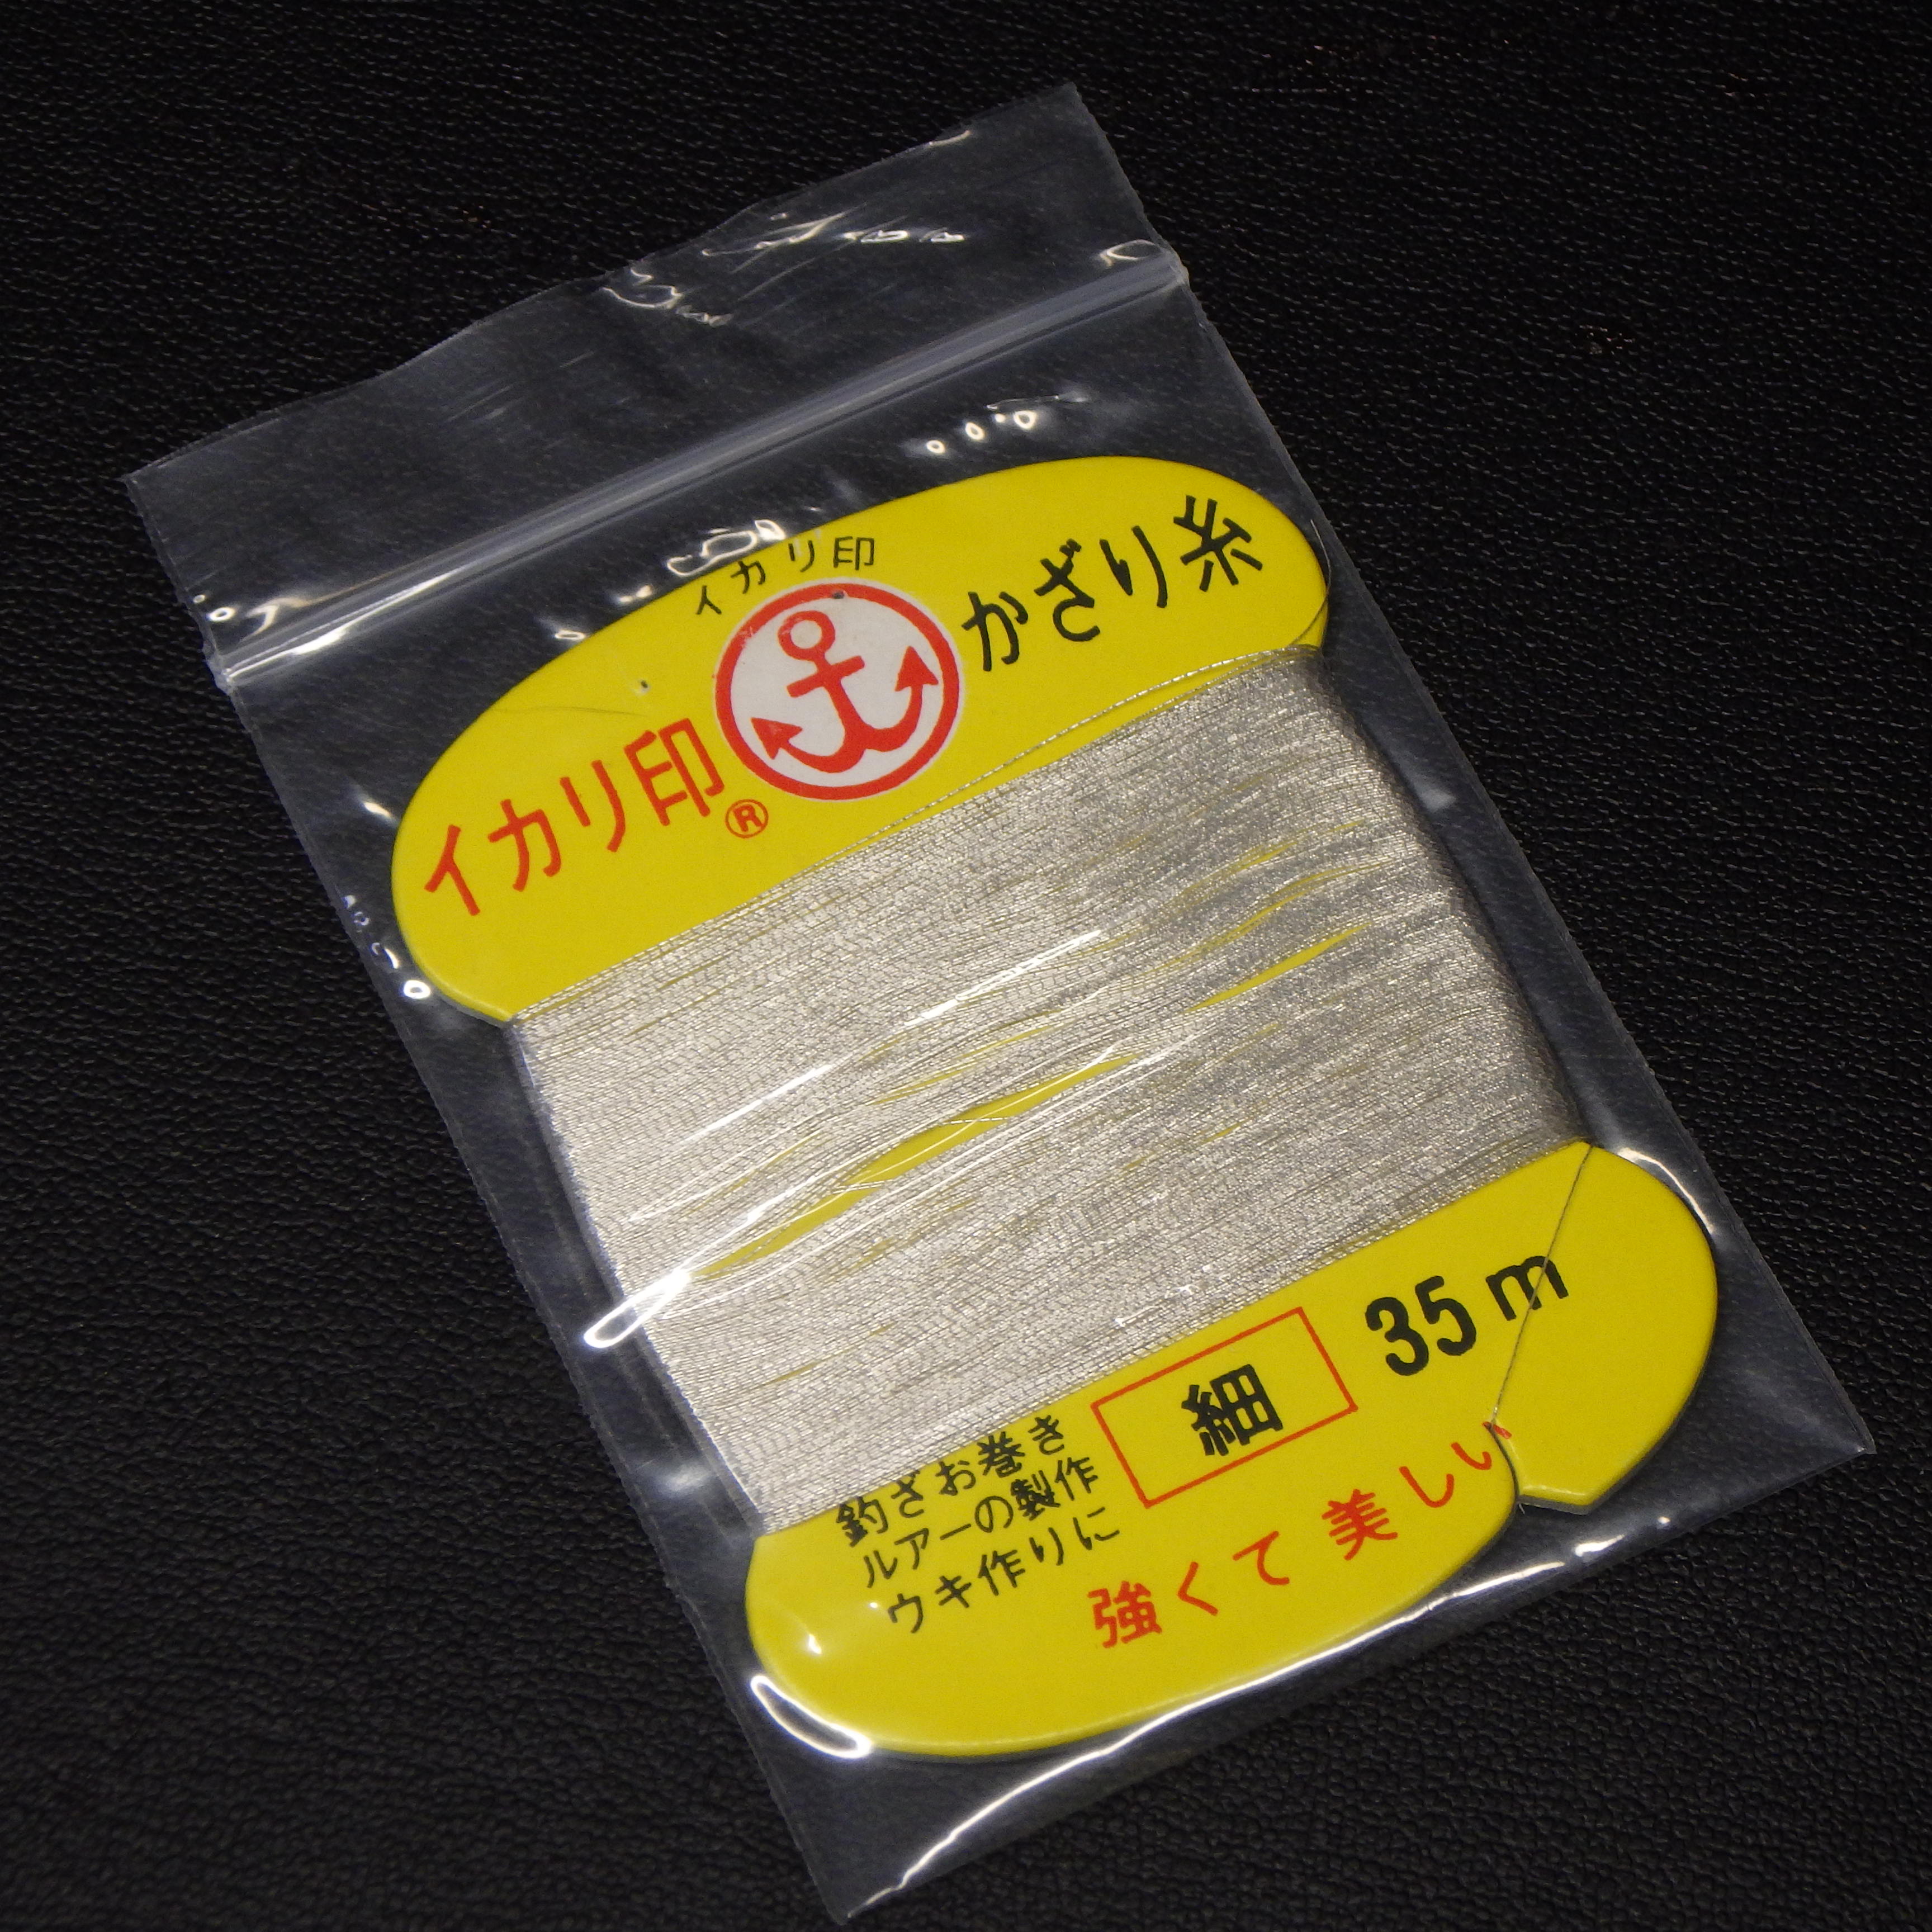 イカリ印
イカリ印® かざり糸
細 35m
釣ざお巻き
ルアーの製作
ウキ作りに
強くて美しい